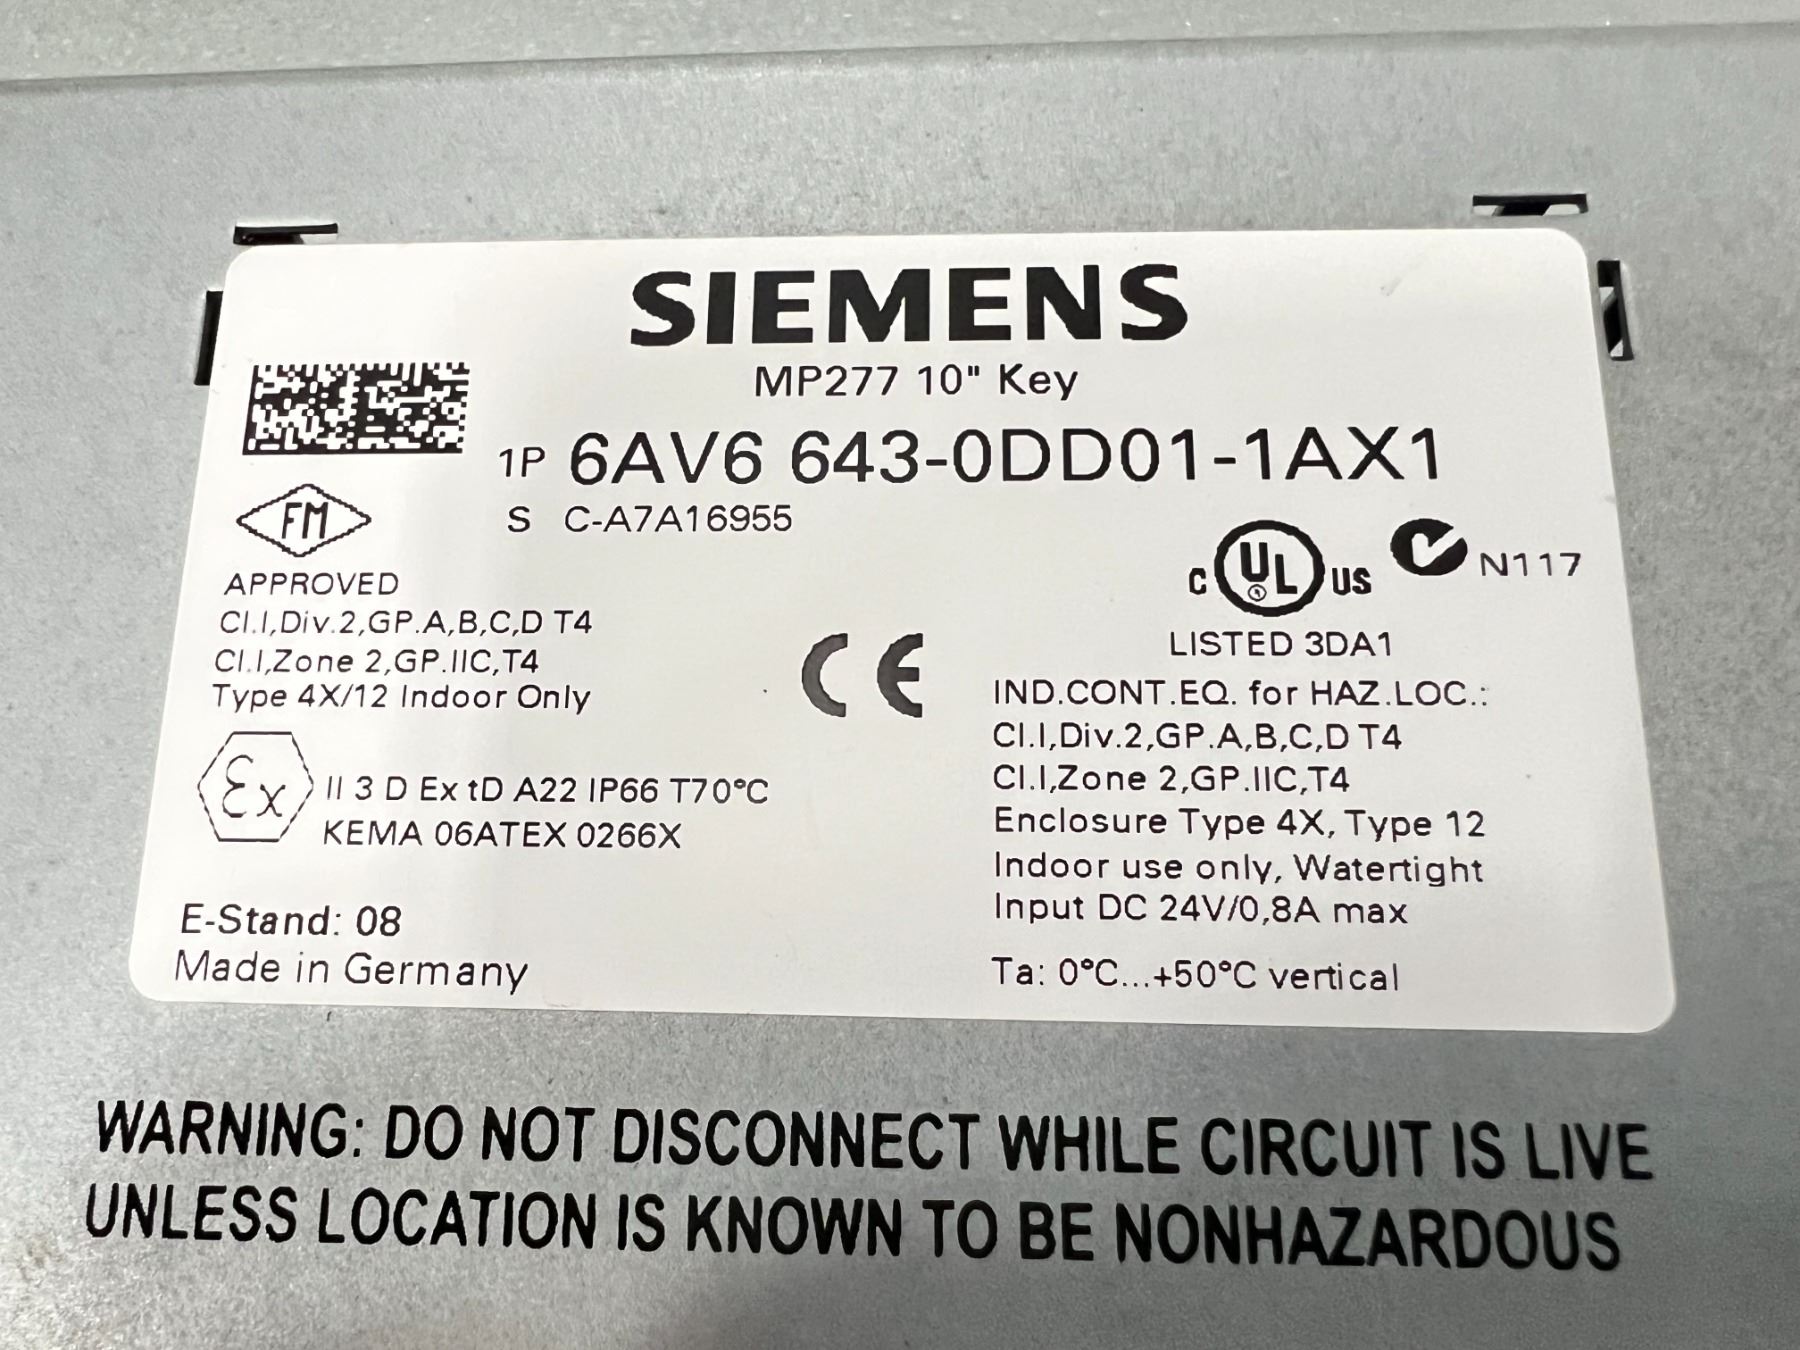 SIEMENS
MP277 10" Key
1P 6AV6 643-0DD01-1AX1
S C-A7A16955
FM
APPROVED
Cl.I,Div.2,GP.A,B,C,D T4
Cl.I,Zone 2,GP.IIC,T4
Type 4X/12 Indoor Only
Ex II 3 D Ex tD A22 IP66 T70°C
KEMA 06ATEX 0266X
E-Stand: 08
Made in Germany
CE
C UL US N117
LISTED 3DA1
IND.CONT.EQ. for HAZ.LOC.:
Cl.I,Div.2,GP.A,B,C,D T4
Cl.I,Zone 2,GP.IIC,T4
Enclosure Type 4X, Type 12
Indoor use only, Watertight
Input DC 24V/0,8A max
Ta: 0°C...+50°C vertical
WARNING: DO NOT DISCONNECT WHILE CIRCUIT IS LIVE
UNLESS LOCATION IS KNOWN TO BE NONHAZARDOUS